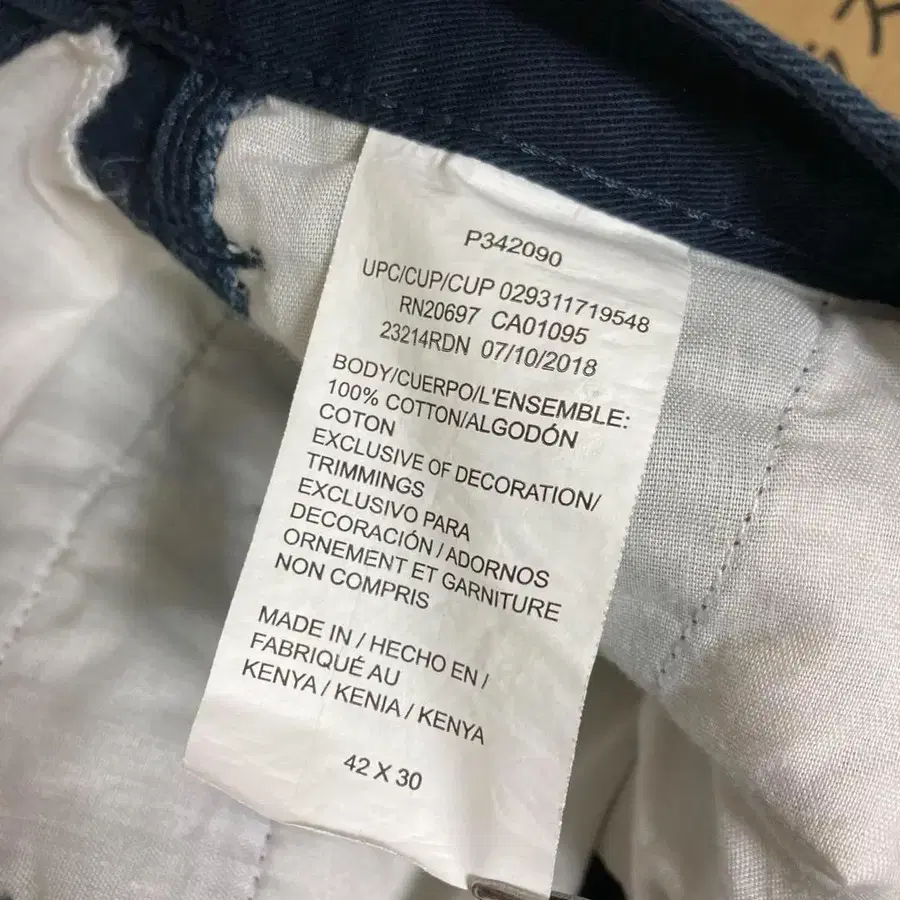 P342090
UPC/CUP/CUP 029311719548
RN20697 CA01095
23214RDN 07/10/2018
BODY/CUERPO/L'ENSEMBLE:
100% COTTON/ALGODÓN
COTON
EXCLUSIVE OF DECORATION/
TRIMMINGS
EXCLUSIVO PARA
DECORACIÓN / ADORNOS
ORNEMENT ET GARNITURE
NON COMPRIS
MADE IN / HECHO EN /
FABRIQUÉ AU
KENYA / KENIA / KENYA
42 X 30